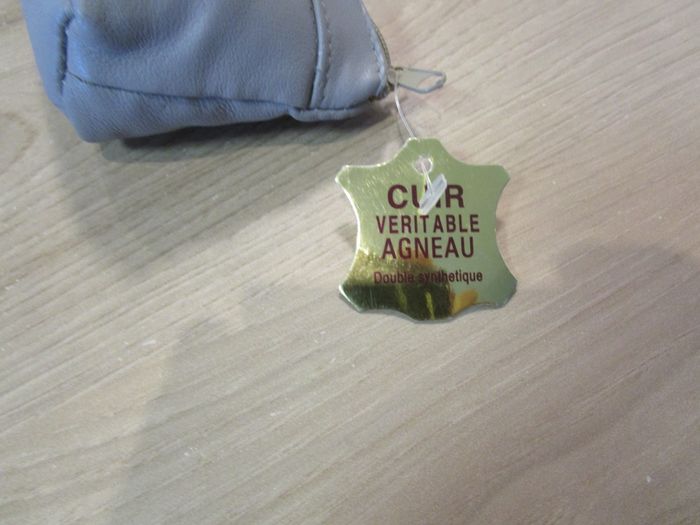 CUIR
VERITABLE
AGNEAU
Double synthetique